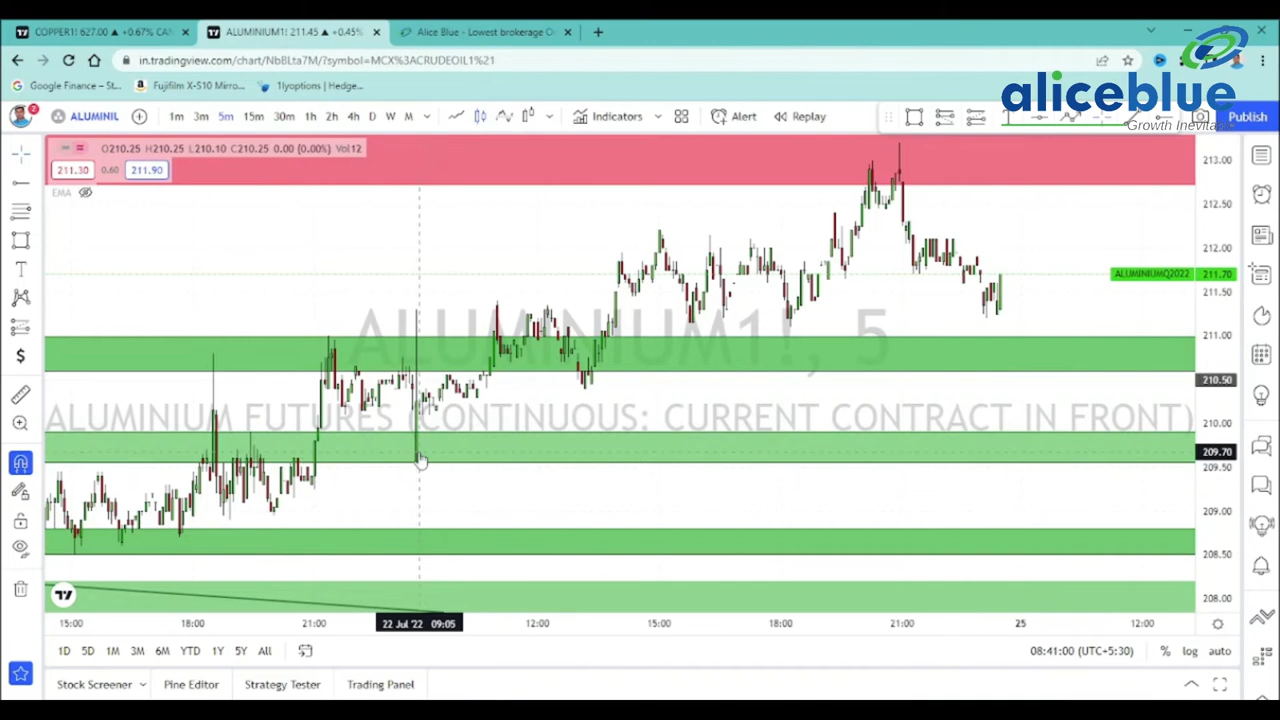 COPPER1! 627.00 ▲ +0.67% CAN
ALUMINIUM1! 211.45 ▲ +0.45%
Alice Blue - Lowest brokerage O
in.tradingview.com/chart/NbBLta7M/?symbol=MCX%3ACRUDEOIL1%21
Google Finance – St...
Fujifilm X-S10 Mirro...
1lyoptions | Hedge...
aliceblue
Growth Inevitable
2
ALUMINIL
1m 3m 5m 15m 30m 1h 2h 4h D W M
Indicators
Alert
Replay
Publish
O210.25 H210.25 L210.10 C210.25 0.00 (0.00%) Vol12
211.30 0.60 211.90
EMA
ALUMINIUM1!, 5
ALUMINIUM FUTURES (CONTINUOUS: CURRENT CONTRACT IN FRONT)
213.00
212.50
212.00
ALUMINIUMQ2022 211.70
211.50
211.00
210.50
210.00
209.70
209.50
209.00
208.50
208.00
15:00 18:00 21:00 22 Jul '22 09:05 12:00 15:00 18:00 21:00 25 12:00
1D 5D 1M 3M 6M YTD 1Y 5Y All
08:41:00 (UTC+5:30) % log auto
Stock Screener Pine Editor Strategy Tester Trading Panel